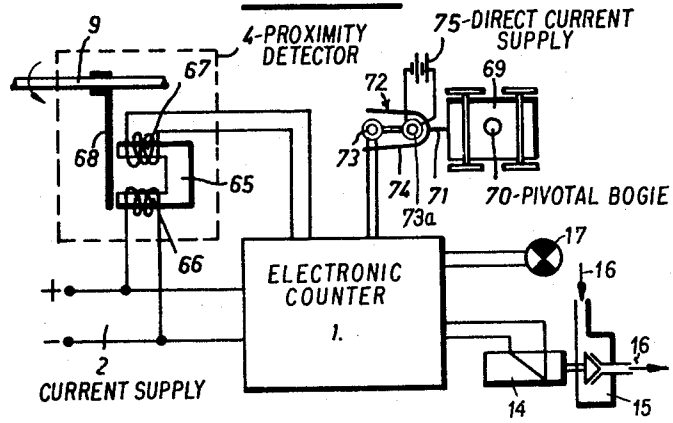 9
4-PROXIMITY
DETECTOR
67
68
65
66
75-DIRECT CURRENT
SUPPLY
72
69
73
74
73a
71
70-PIVOTAL BOGIE
ELECTRONIC
COUNTER
1.
17
16
16
14
15
+
-
2
CURRENT SUPPLY